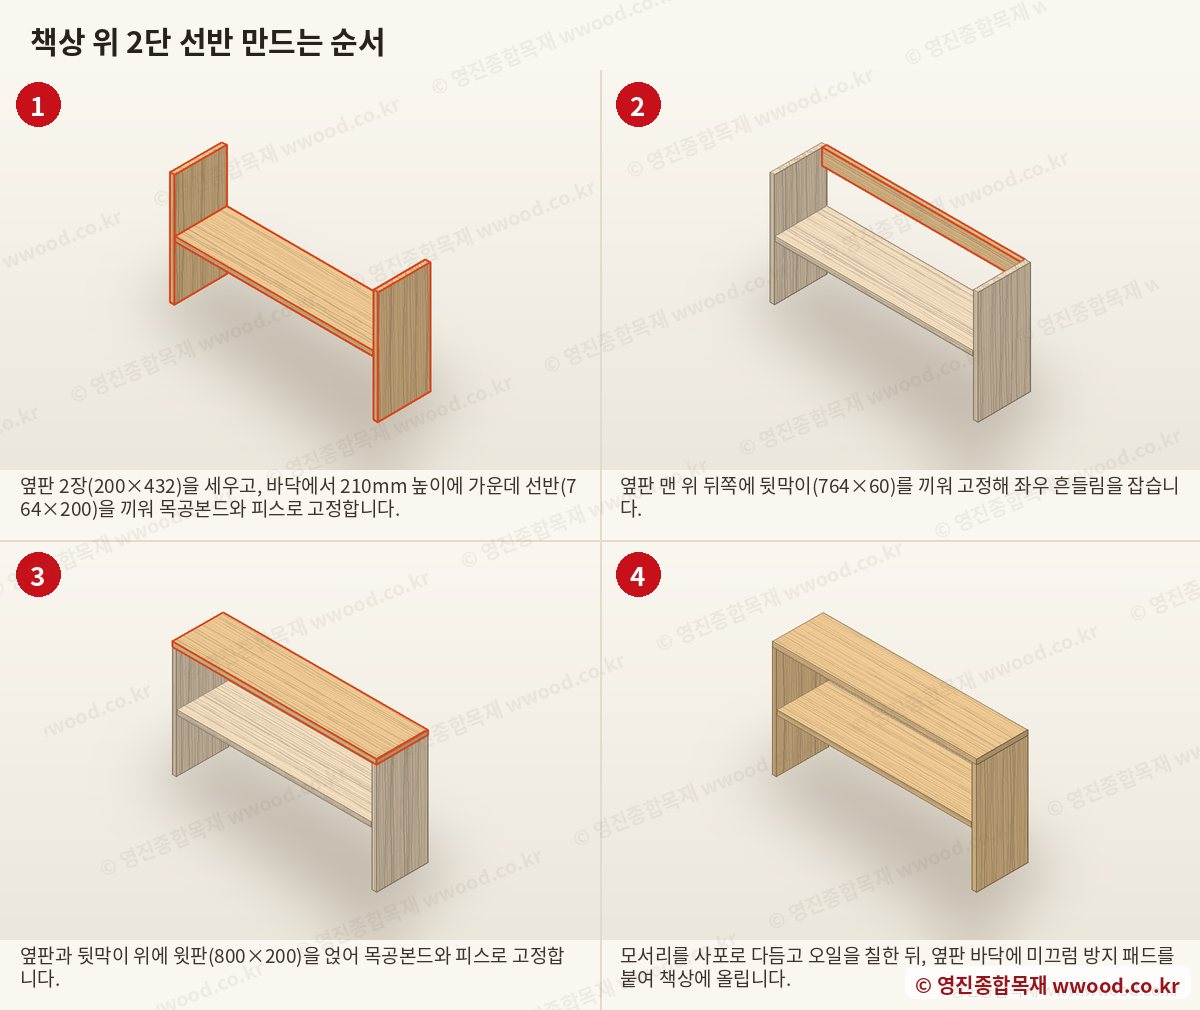 책상 위 2단 선반 만드는 순서
1
2
옆판 2장(200×432)을 세우고, 바닥에서 210mm 높이에 가운데 선반(7
64×200)을 끼워 목공본드와 피스로 고정합니다.
옆판 맨 위 뒤쪽에 뒷막이(764×60)를 끼워 고정해 좌우 흔들림을 잡습니
다.
3
4
옆판과 뒷막이 위에 윗판(800×200)을 얹어 목공본드와 피스로 고정합
니다.
모서리를 사포로 다듬고 오일을 칠한 뒤, 옆판 바닥에 미끄럼 방지 패드를
붙여 책상에 올립니다.
© 영진종합목재 wwood.co.kr